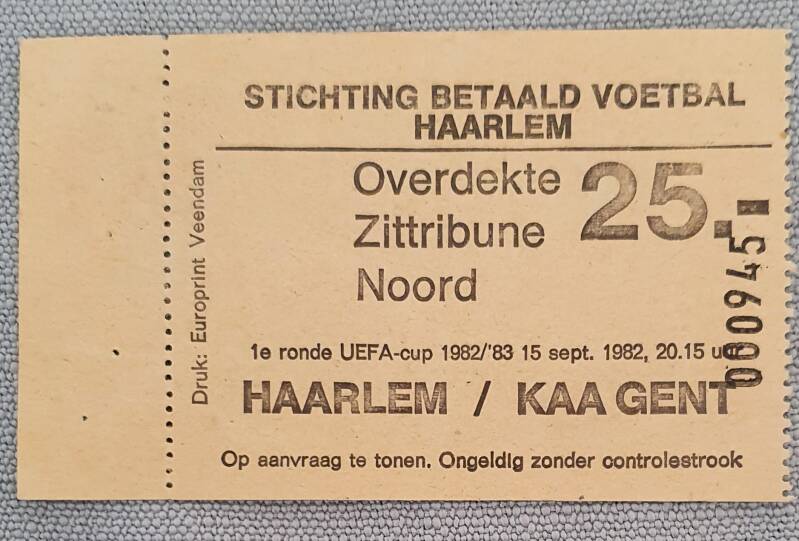 STICHTING BETAALD VOETBAL
HAARLEM
Overdekte
Zittribune
Noord
25.-
000945
1e ronde UEFA-cup 1982/'83 15 sept. 1982, 20.15 uur
HAARLEM / KAA GENT
Op aanvraag te tonen. Ongeldig zonder controlestrook
Druk: Europrint Veendam